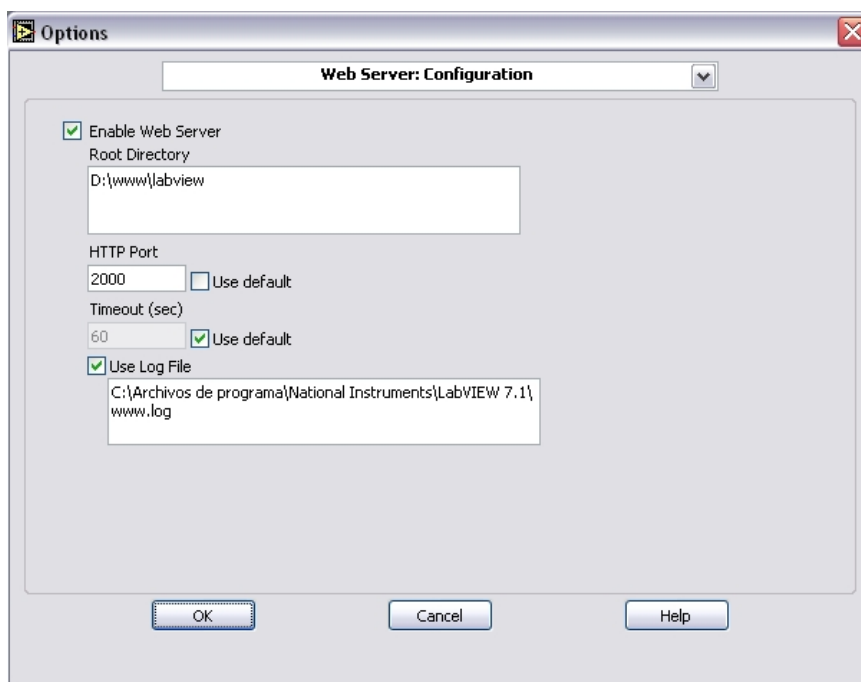 Options
Web Server: Configuration
Enable Web Server
Root Directory
D:\www\labview
HTTP Port
2000
Use default
Timeout (sec)
60
Use default
Use Log File
C:\Archivos de programa\National Instruments\LabVIEW 7.1\
www.log
OK
Cancel
Help